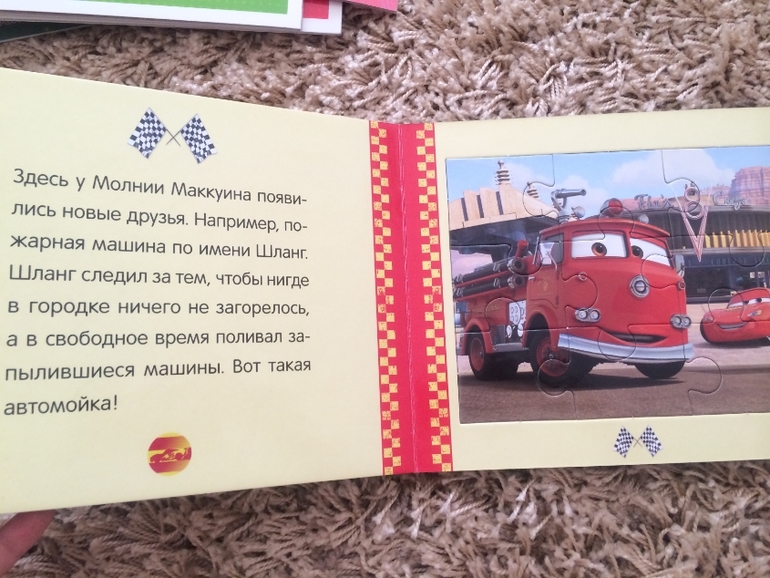 Здесь у Молнии Маккуина появи-
лись новые друзья. Например, по-
жарная машина по имени Шланг.
Шланг следил за тем, чтобы нигде
в городке ничего не загорелось,
а в свободное время поливал за-
пылившиеся машины. Вот такая
автомойка!